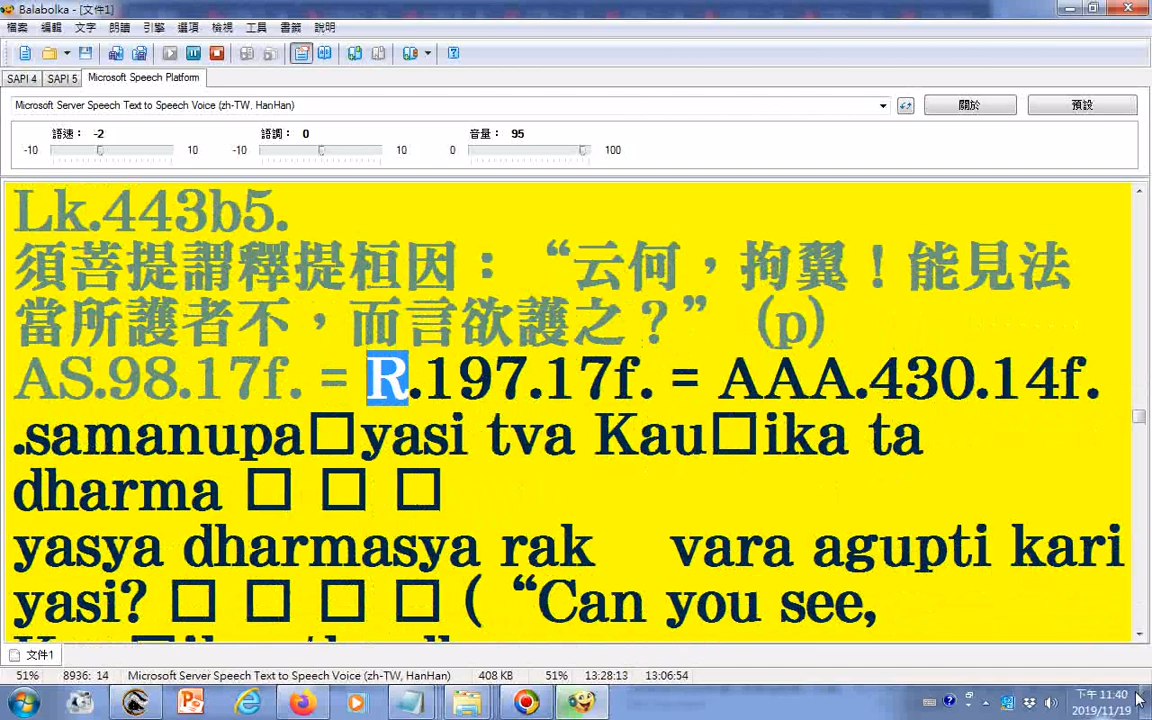 Balabolka - [文件1]
檔案 編輯 文字 朗讀 引擎 選項 檢視 工具 書籤 說明
SAPI 4 SAPI 5 Microsoft Speech Platform
Microsoft Server Speech Text to Speech Voice (zh-TW, HanHan) 關於 預設
語速： -2 語調： 0 音量： 95
-10 10 -10 10 0 100
Lk.443b5.
須菩提謂釋提桓因：“云何，拘翼！能見法
當所護者不，而言欲護之？” (p)
AS.98.17f. = R.197.17f. = AAA.430.14f.
.samanupa□yasi tva Kau□ika ta
dharma □ □ □
yasya dharmasya rak vara agupti kari
yasi? □ □ □ □ (“Can you see,
文件1
51% 8936: 14 Microsoft Server Speech Text to Speech Voice (zh-TW, HanHan) 408 KB 51% 13:28:13 13:06:54
下午 11:40
2019/11/19